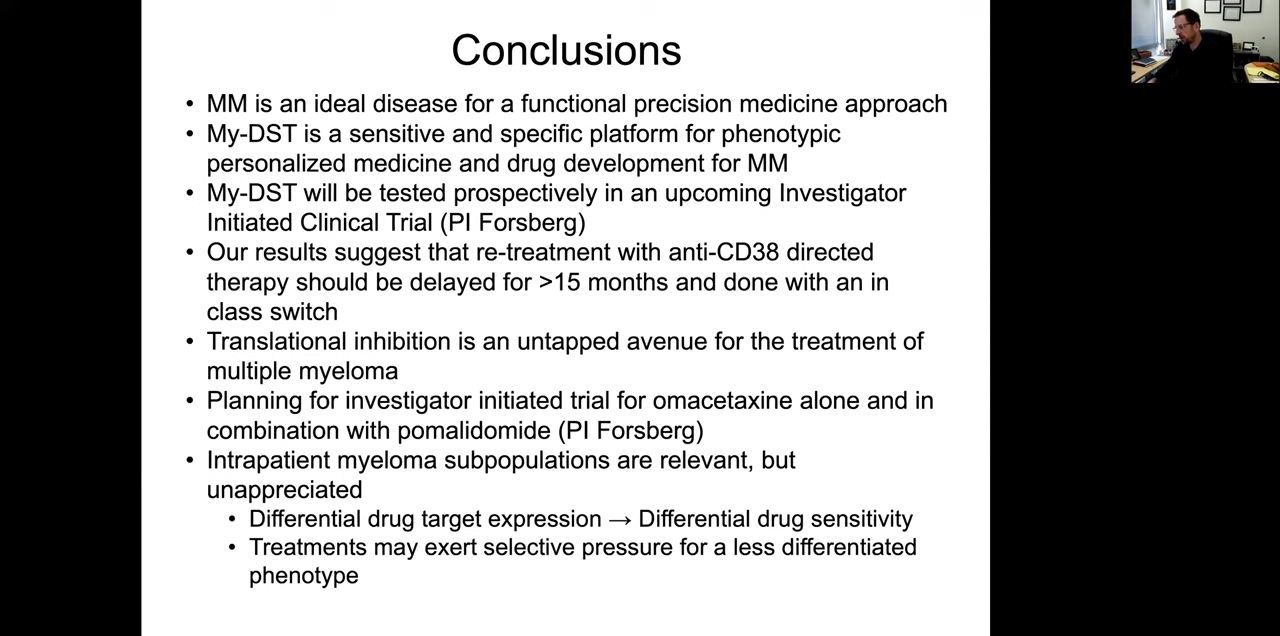 Conclusions
• MM is an ideal disease for a functional precision medicine approach
• My-DST is a sensitive and specific platform for phenotypic
personalized medicine and drug development for MM
• My-DST will be tested prospectively in an upcoming Investigator
Initiated Clinical Trial (PI Forsberg)
• Our results suggest that re-treatment with anti-CD38 directed
therapy should be delayed for >15 months and done with an in
class switch
• Translational inhibition is an untapped avenue for the treatment of
multiple myeloma
• Planning for investigator initiated trial for omacetaxine alone and in
combination with pomalidomide (PI Forsberg)
• Intrapatient myeloma subpopulations are relevant, but
unappreciated
• Differential drug target expression → Differential drug sensitivity
• Treatments may exert selective pressure for a less differentiated
phenotype